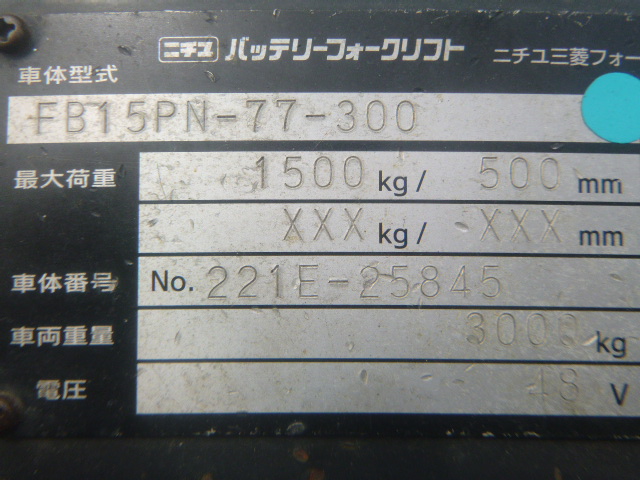 ニチユ バッテリーフォークリフト ニチユ三菱フォー
車体型式
FB15PN-77-300
最大荷重 1500 kg/ 500 mm
XXX kg/ XXX mm
車体番号 No. 221E-25845
車両重量 3000 kg
電圧 48 V